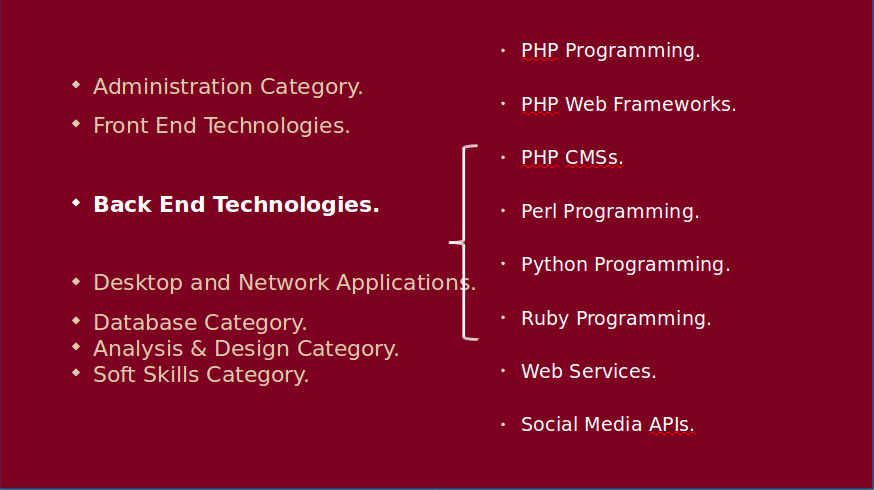 Administration Category.
Front End Technologies.
Back End Technologies.
Desktop and Network Applications.
Database Category.
Analysis & Design Category.
Soft Skills Category.
PHP Programming.
PHP Web Frameworks.
PHP CMSs.
Perl Programming.
Python Programming.
Ruby Programming.
Web Services.
Social Media APIs.